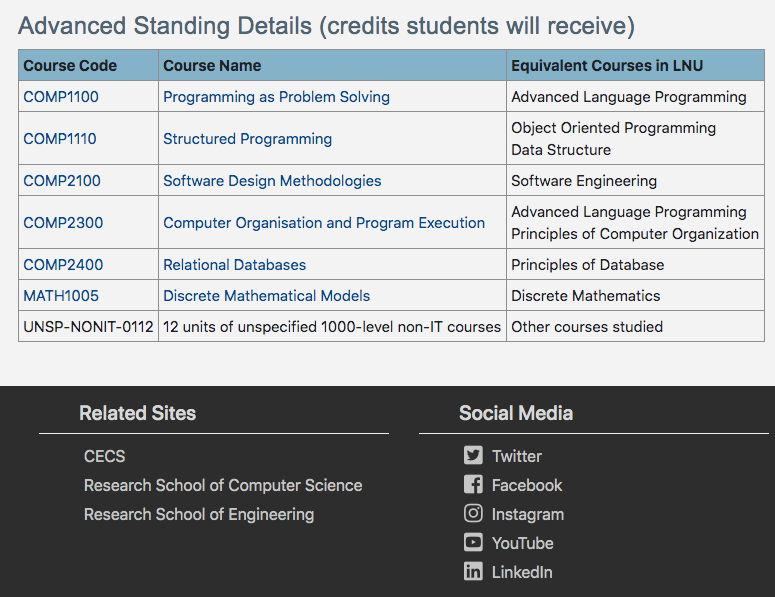 Advanced Standing Details (credits students will receive)
Course Code Course Name Equivalent Courses in LNU
COMP1100 Programming as Problem Solving Advanced Language Programming
COMP1110 Structured Programming Object Oriented Programming
Data Structure
COMP2100 Software Design Methodologies Software Engineering
COMP2300 Computer Organisation and Program Execution Advanced Language Programming
Principles of Computer Organization
COMP2400 Relational Databases Principles of Database
MATH1005 Discrete Mathematical Models Discrete Mathematics
UNSP-NONIT-0112 12 units of unspecified 1000-level non-IT courses Other courses studied
Related Sites
CECS
Research School of Computer Science
Research School of Engineering
Social Media
Twitter
Facebook
Instagram
YouTube
LinkedIn